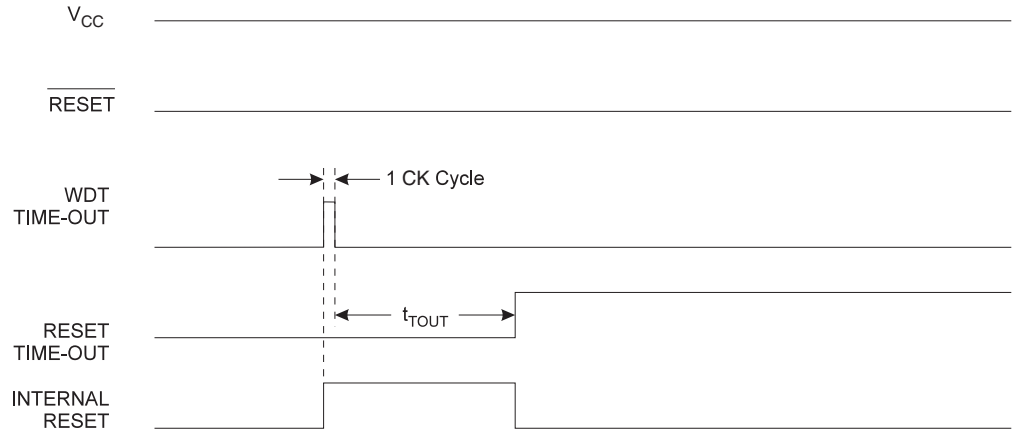 VCC
RESET
WDT
TIME-OUT
1 CK Cycle
RESET
TIME-OUT
tTOUT
INTERNAL
RESET